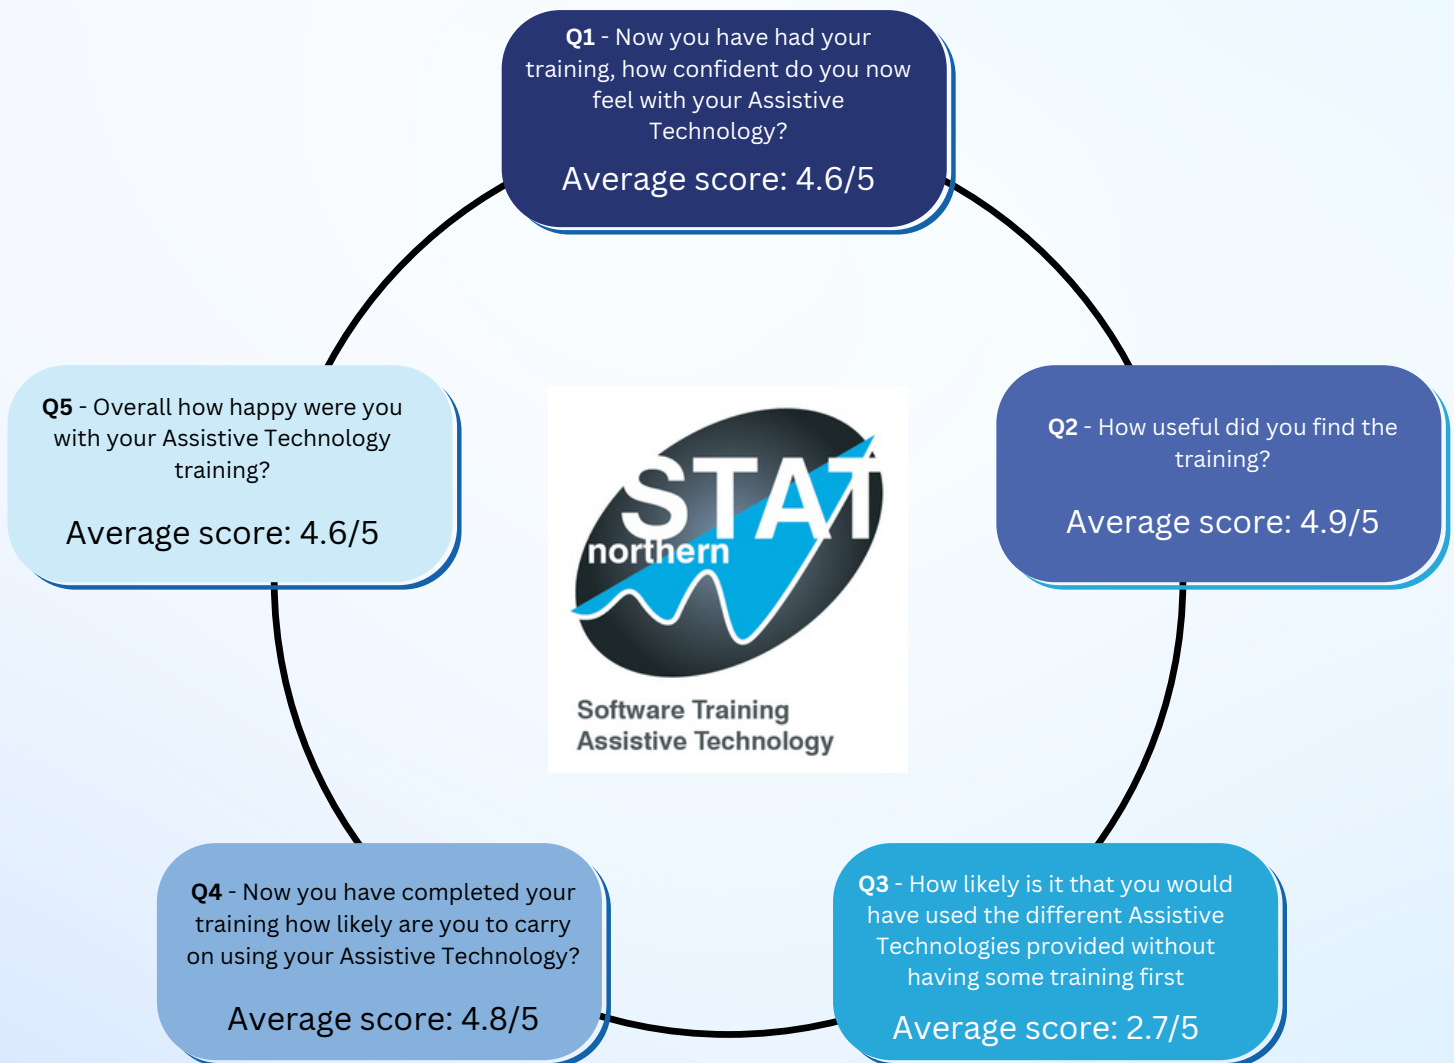 Q1 - Now you have had your
training, how confident do you now
feel with your Assistive
Technology?
Average score: 4.6/5
Q2 - How useful did you find the
training?
Average score: 4.9/5
Q3 - How likely is it that you would
have used the different Assistive
Technologies provided without
having some training first
Average score: 2.7/5
Q4 - Now you have completed your
training how likely are you to carry
on using your Assistive Technology?
Average score: 4.8/5
Q5 - Overall how happy were you
with your Assistive Technology
training?
Average score: 4.6/5
STAT
northern
Software Training
Assistive Technology